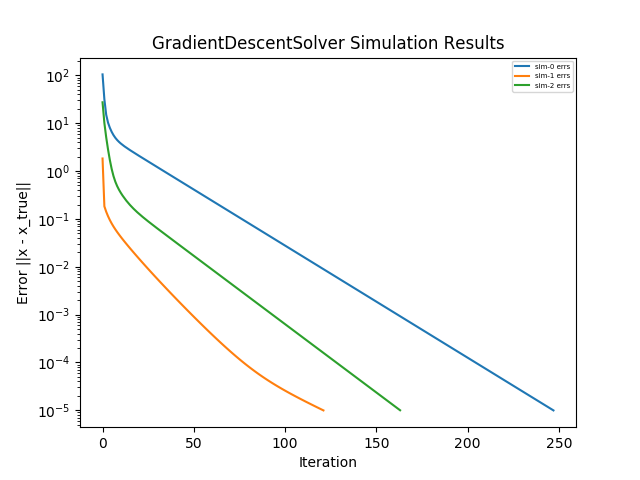 GradientDescentSolver Simulation Results
sim-0 errs
sim-1 errs
sim-2 errs
Error ||x - x_true||
10^2
10^1
10^0
10^-1
10^-2
10^-3
10^-4
10^-5
0 50 100 150 200 250
Iteration